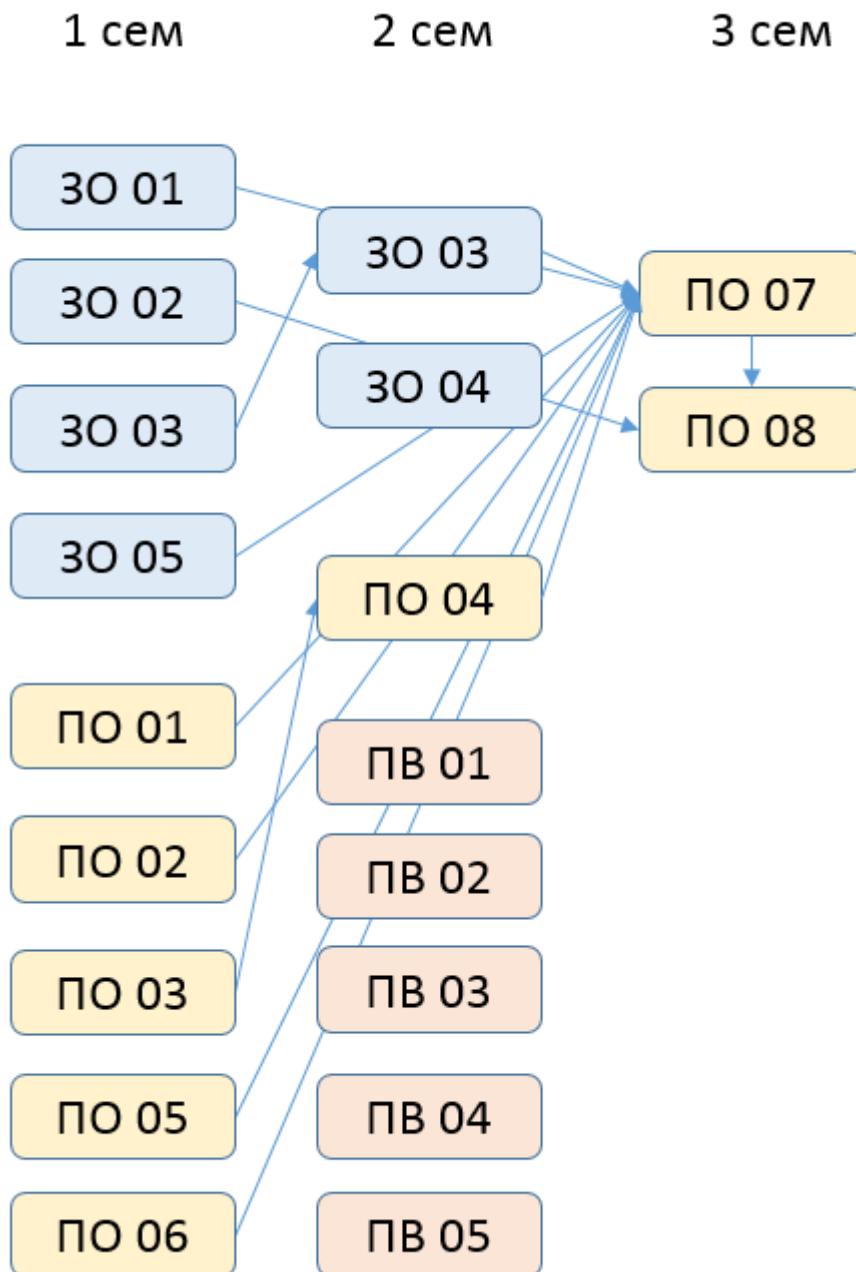 1 сем
2 сем
3 сем
ЗО 01
ЗО 02
ЗО 03
ЗО 05
ПО 01
ПО 02
ПО 03
ПО 05
ПО 06
ЗО 03
ЗО 04
ПО 04
ПВ 01
ПВ 02
ПВ 03
ПВ 04
ПВ 05
ПО 07
ПО 08